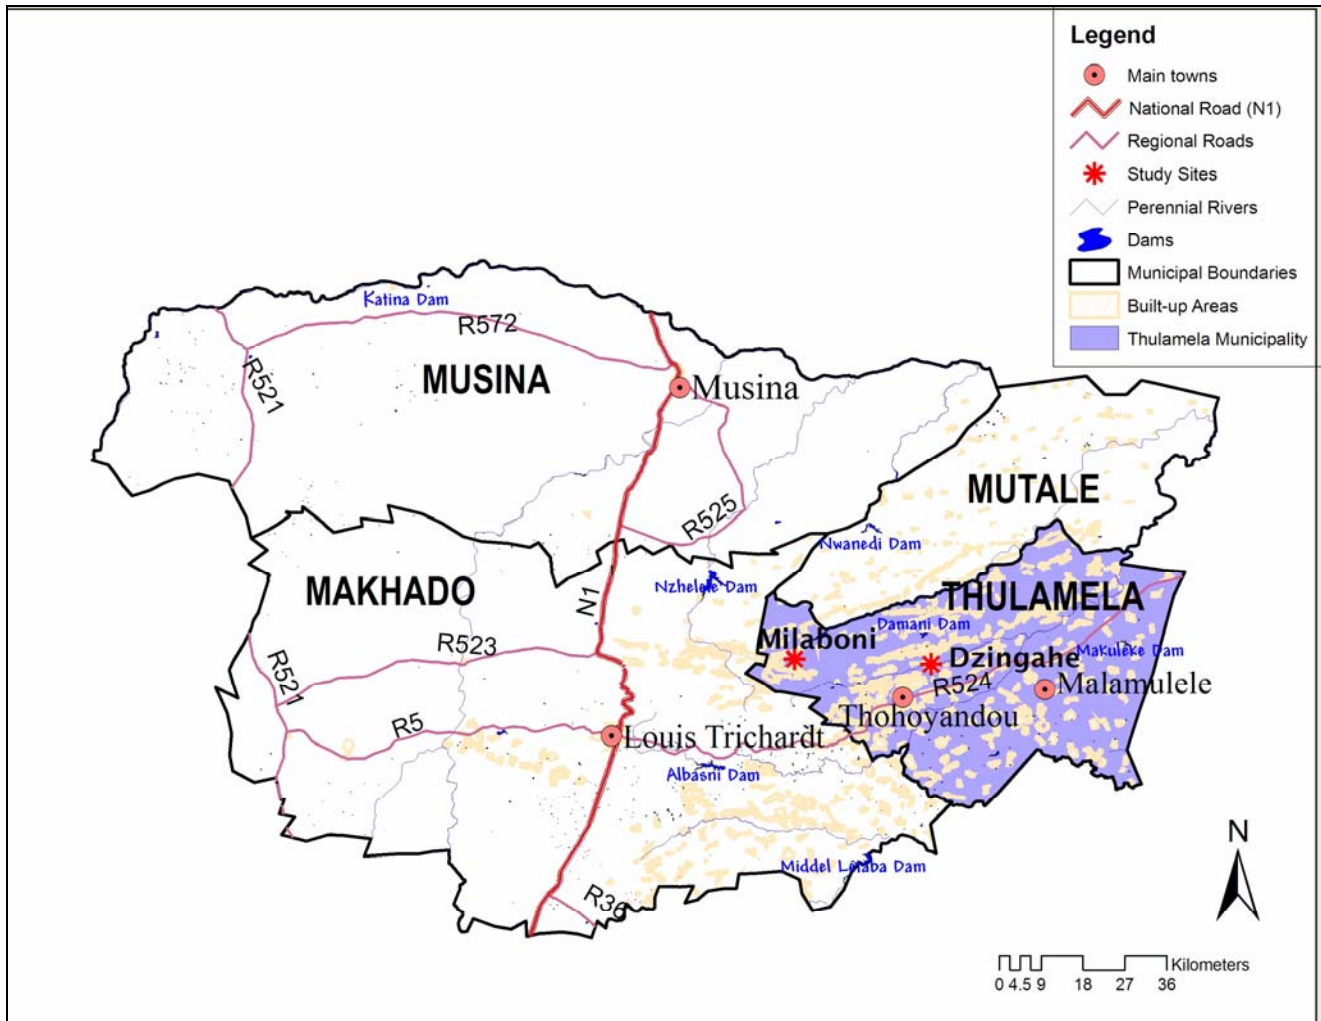 Legend
Main towns
National Road (N1)
Regional Roads
Study Sites
Perennial Rivers
Dams
Municipal Boundaries
Built-up Areas
Thulamela Municipality
Katina Dam
R572
R521
MUSINA
Musina
R525
MUTALE
Nwanedi Dam
Nzhelele Dam
MAKHADO
N1
THULAMELA
Damani Dam
Milaboni
Dzingahe
Makuleke Dam
R523
R521
R524
Malamulele
Thohoyandou
R5
Louis Trichardt
Albasni Dam
Middel Letaba Dam
R36
N
Kilometers
0 4.5 9 18 27 36